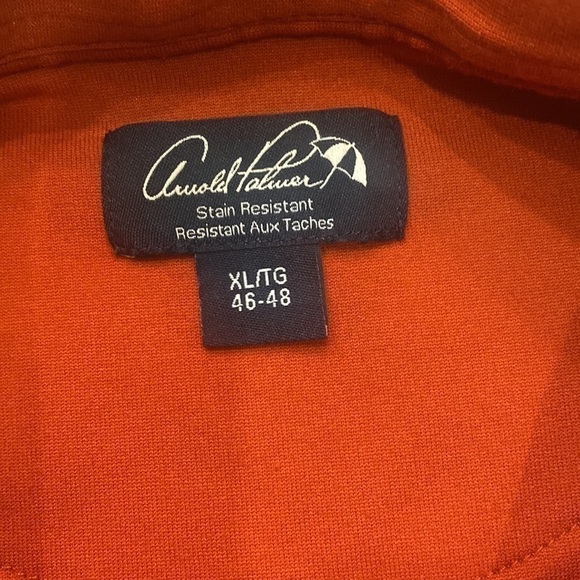 Arnold Palmer
Stain Resistant
Resistant Aux Taches
XL/TG
46-48